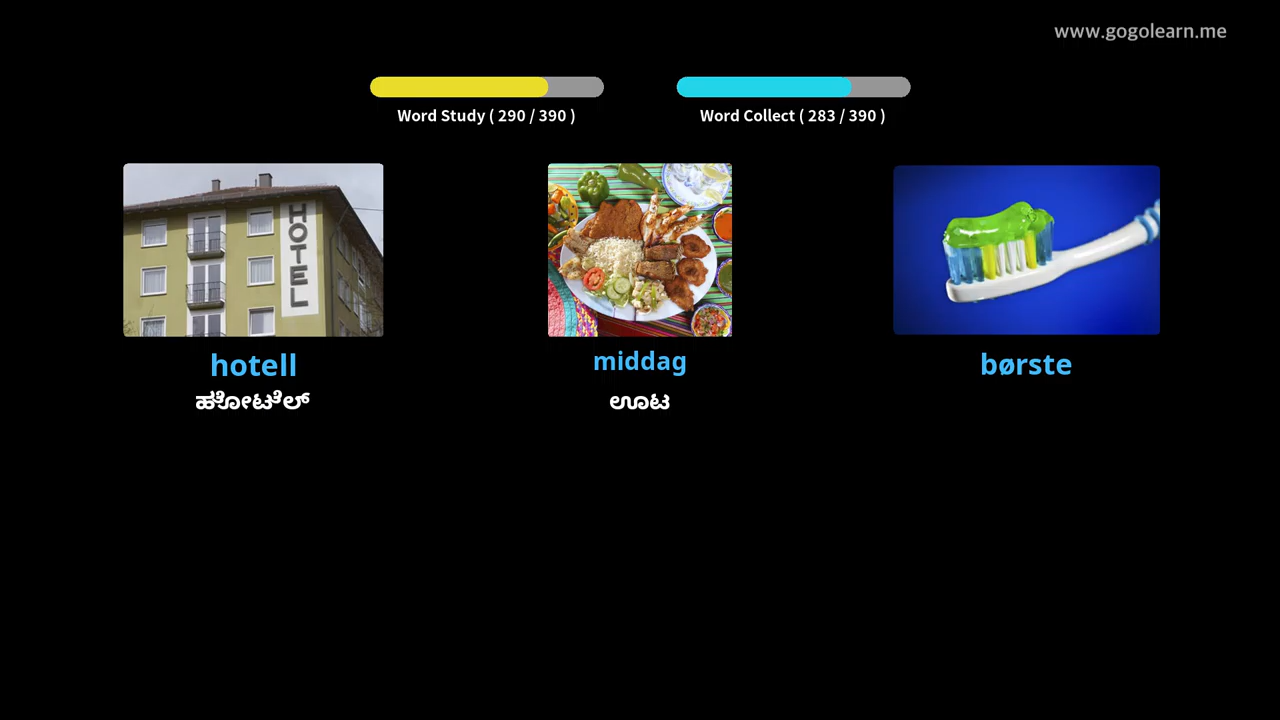 www.gogolearn.me
Word Study ( 290 / 390 )
Word Collect ( 283 / 390 )
HOTEL
hotell
middag
børste
ಹೋಟೆಲ್
ಊಟ